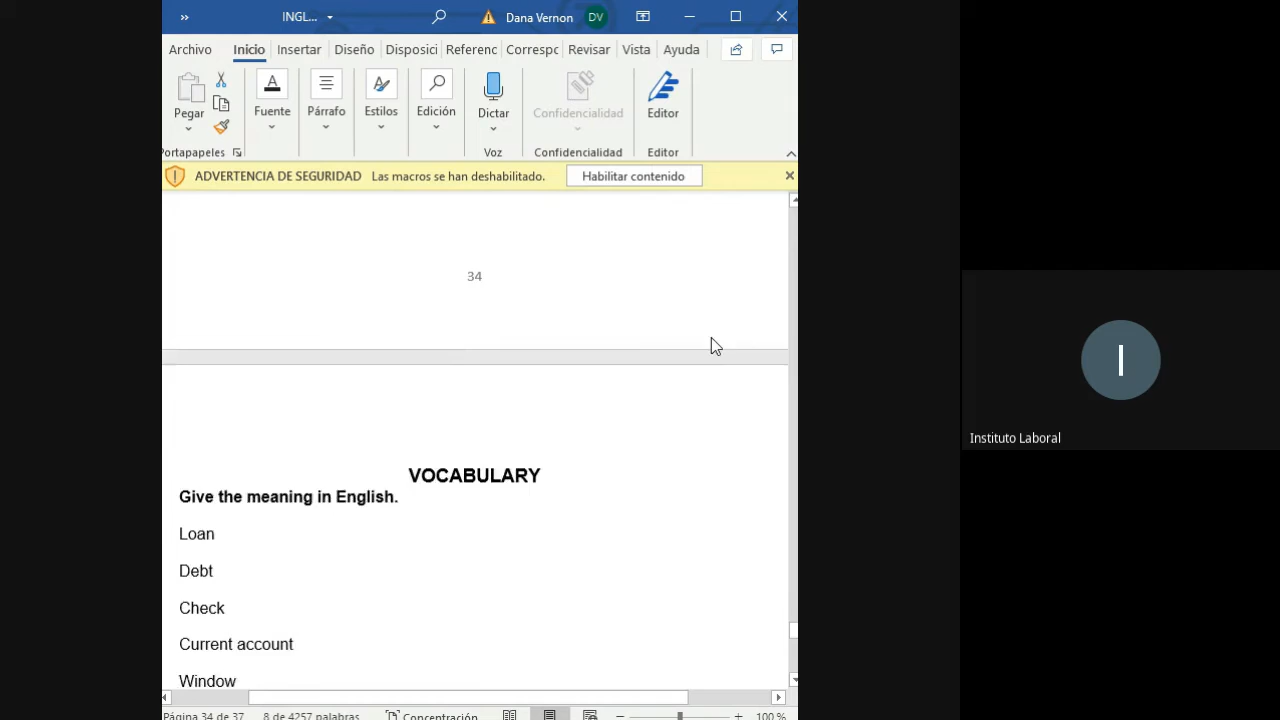 » INGL... Dana Vernon DV
Archivo Inicio Insertar Diseño Disposici Referenc Correspc Revisar Vista Ayuda
Pegar Fuente Párrafo Estilos Edición Dictar Confidencialidad Editor
Portapapeles Voz Confidencialidad Editor
ADVERTENCIA DE SEGURIDAD Las macros se han deshabilitado. Habilitar contenido
34
VOCABULARY
Give the meaning in English.
Loan
Debt
Check
Current account
Window
Página 34 de 37 8 de 4257 palabras Concentración 100 %
I
Instituto Laboral